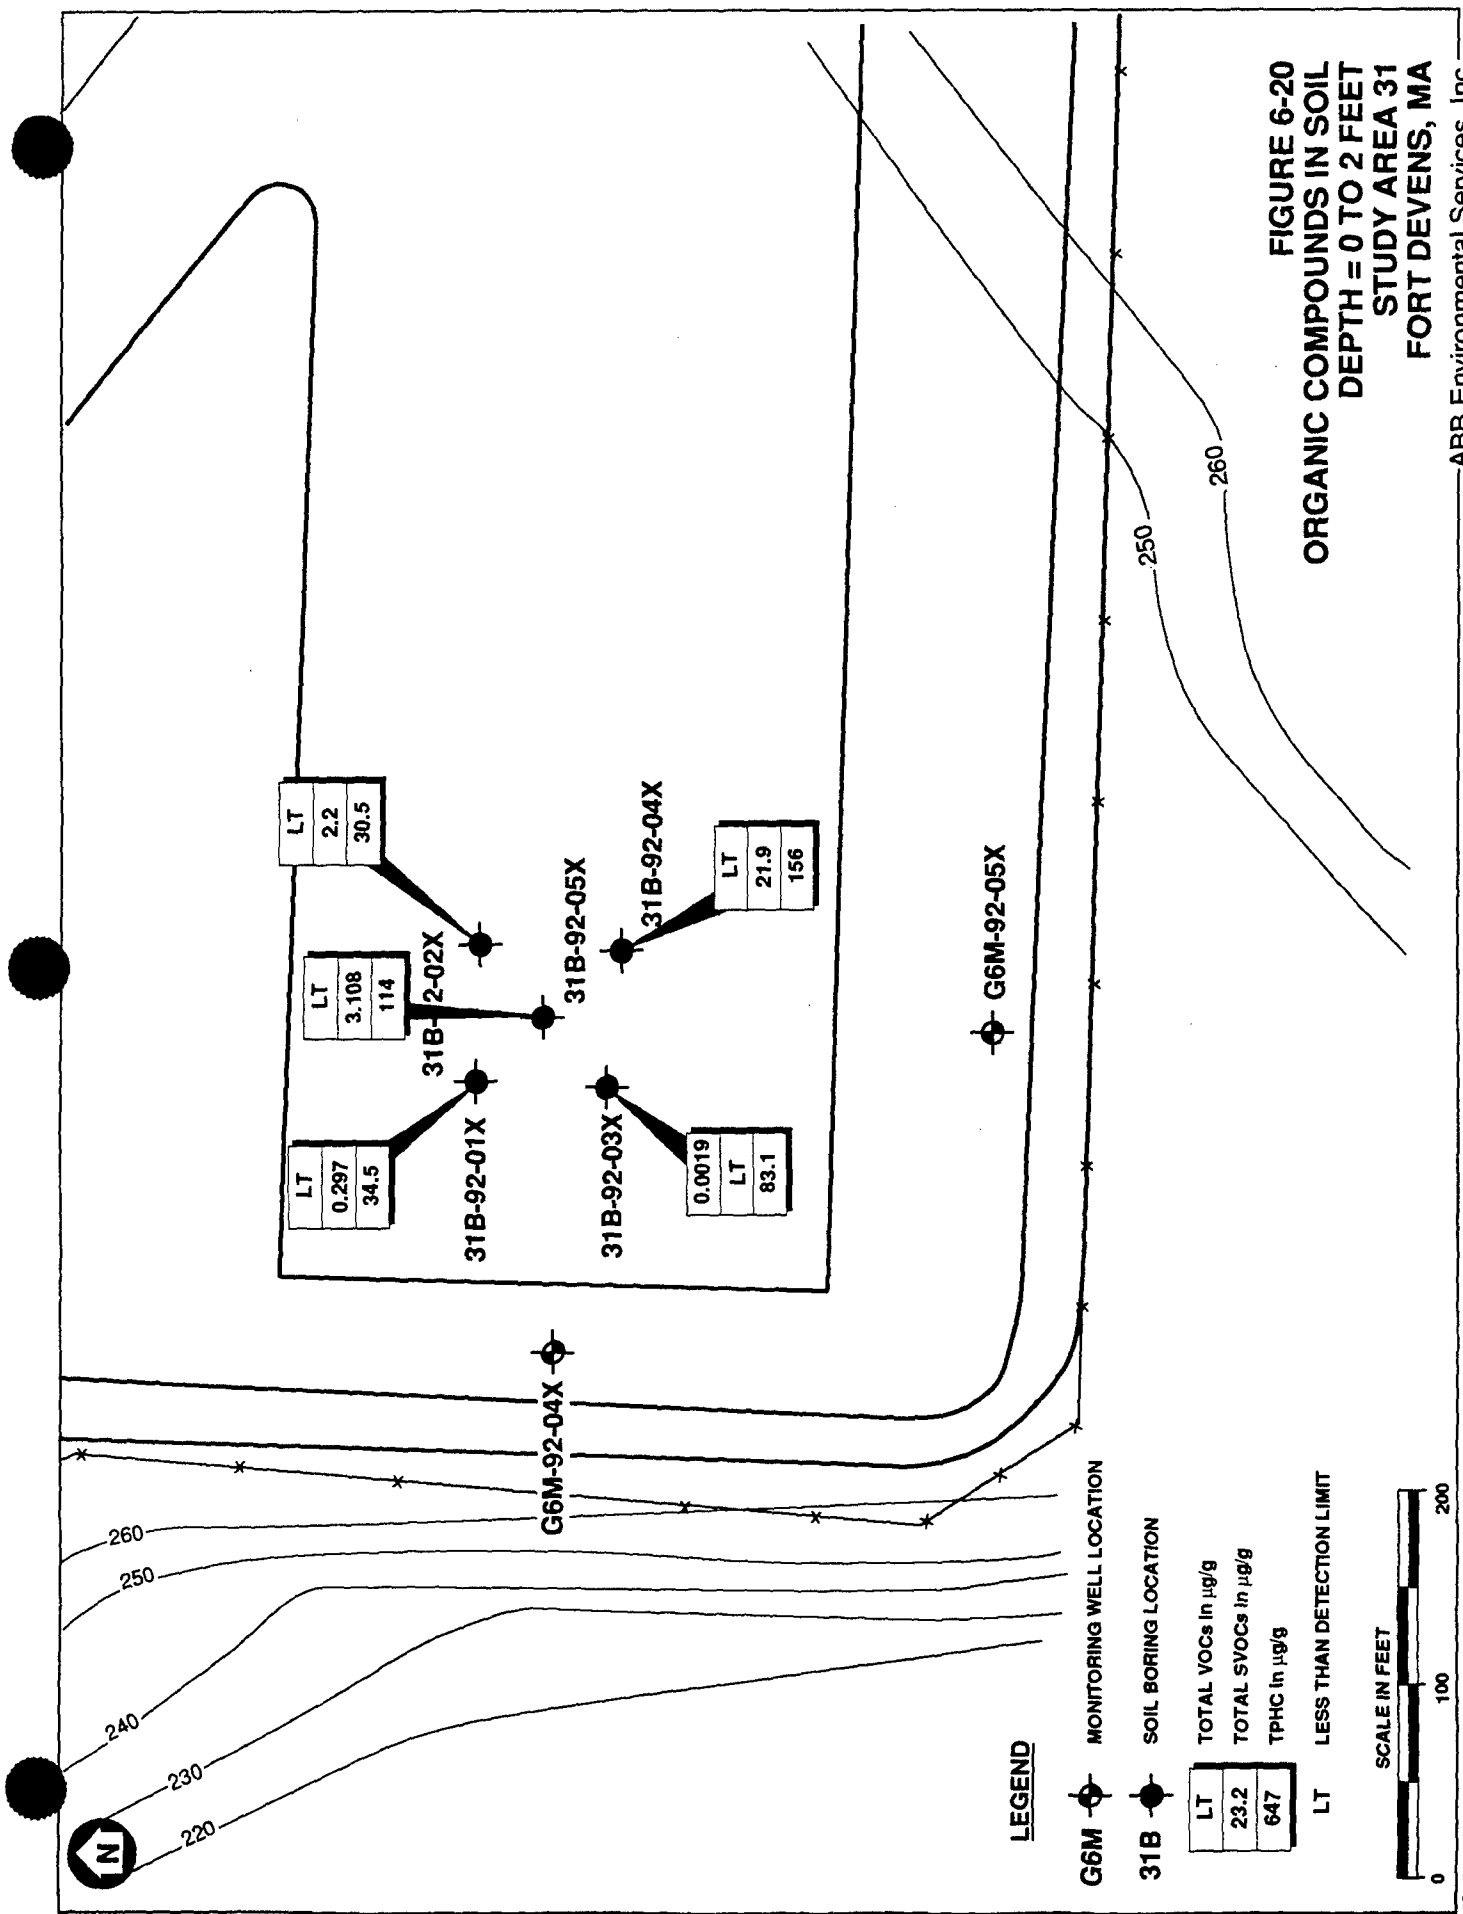 N
260
250
240
230
220
G6M-92-04X
LT
0.297
34.5
31B-92-01X
LT
3.108
114
31B- 2-02X
LT
2.2
30.5
31B-92-05X
31B-92-04X
LT
21.9
156
31B-92-03X
0.0019
LT
83.1
G6M-92-05X
250
260
LEGEND
G6M MONITORING WELL LOCATION
31B SOIL BORING LOCATION
LT TOTAL VOCs in µg/g
23.2 TOTAL SVOCs in µg/g
647 TPHC in µg/g
LT LESS THAN DETECTION LIMIT
SCALE IN FEET
0 100 200
FIGURE 6-20
ORGANIC COMPOUNDS IN SOIL
DEPTH = 0 TO 2 FEET
STUDY AREA 31
FORT DEVENS, MA
ABB Environmental Services, Inc.